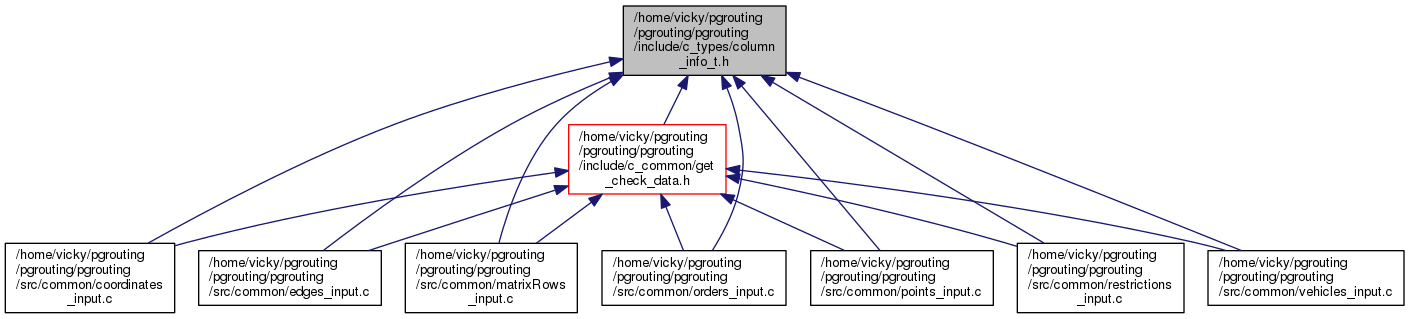 /home/vicky/pgrouting
/pgrouting/pgrouting
/include/c_types/column
_info_t.h
/home/vicky/pgrouting
/pgrouting/pgrouting
/include/c_common/get
_check_data.h
/home/vicky/pgrouting
/pgrouting/pgrouting
/src/common/coordinates
_input.c
/home/vicky/pgrouting
/pgrouting/pgrouting
/src/common/edges_input.c
/home/vicky/pgrouting
/pgrouting/pgrouting
/src/common/matrixRows
_input.c
/home/vicky/pgrouting
/pgrouting/pgrouting
/src/common/orders_input.c
/home/vicky/pgrouting
/pgrouting/pgrouting
/src/common/points_input.c
/home/vicky/pgrouting
/pgrouting/pgrouting
/src/common/restrictions
_input.c
/home/vicky/pgrouting
/pgrouting/pgrouting
/src/common/vehicles_input.c